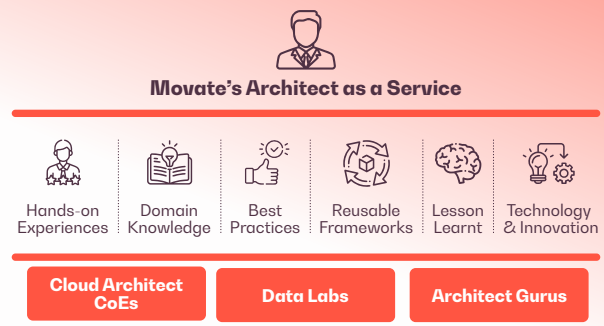 Movate's Architect as a Service
Hands-on
Experiences
Domain
Knowledge
Best
Practices
Reusable
Frameworks
Lesson
Learnt
Technology
& Innovation
Cloud Architect
CoEs
Data Labs
Architect Gurus